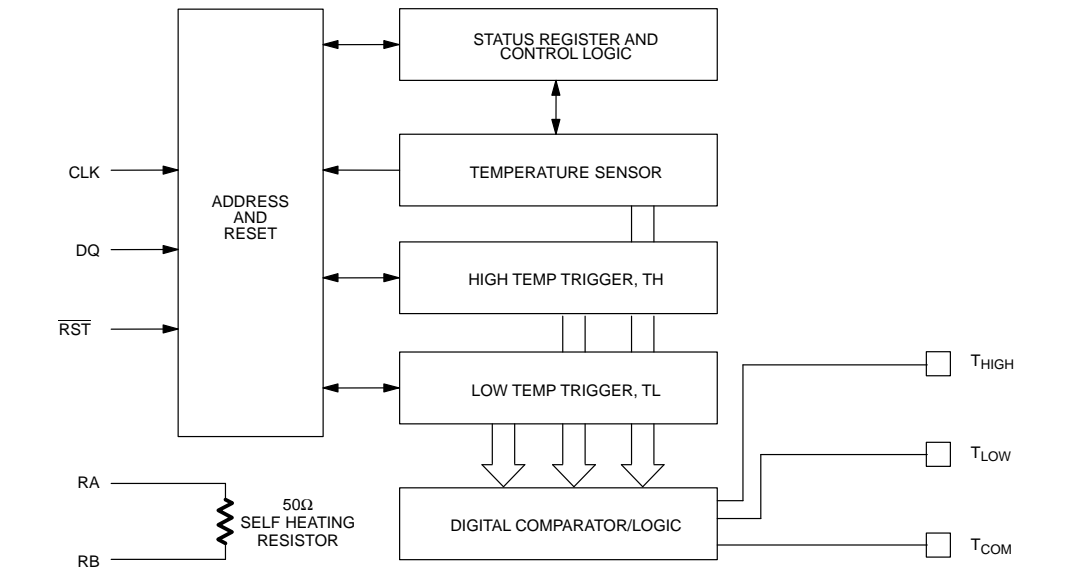 STATUS REGISTER AND
CONTROL LOGIC
CLK
TEMPERATURE SENSOR
ADDRESS
AND
RESET
DQ
HIGH TEMP TRIGGER, TH
RST
THIGH
LOW TEMP TRIGGER, TL
TLOW
RA
50Ω
SELF HEATING
RESISTOR
DIGITAL COMPARATOR/LOGIC
TCOM
RB